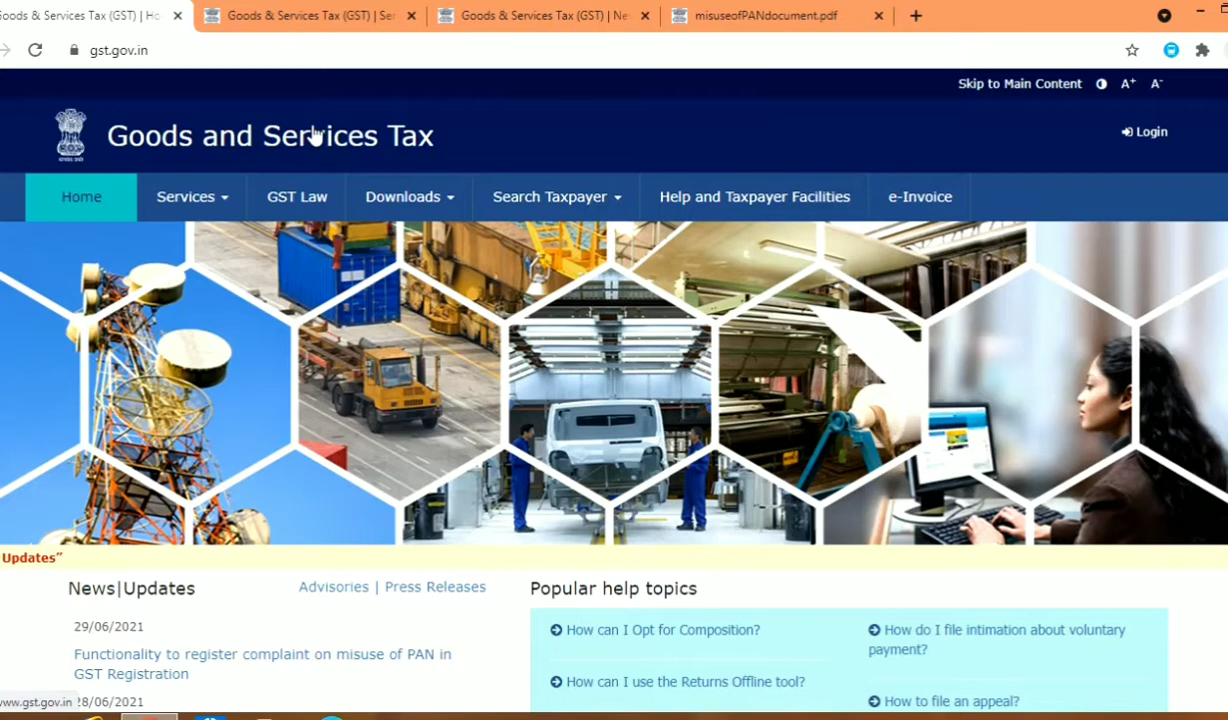 Goods & Services Tax (GST) | Ho
Goods & Services Tax (GST) | Ser
Goods & Services Tax (GST) | Ne
misuseofPANdocument.pdf
gst.gov.in
Skip to Main Content A+ A-
Goods and Services Tax
Login
Home Services GST Law Downloads Search Taxpayer Help and Taxpayer Facilities e-Invoice
Updates”
News|Updates
Advisories | Press Releases
29/06/2021
Functionality to register complaint on misuse of PAN in
GST Registration
28/06/2021
Popular help topics
How can I Opt for Composition?
How do I file intimation about voluntary
payment?
How can I use the Returns Offline tool?
How to file an appeal?
www.gst.gov.in